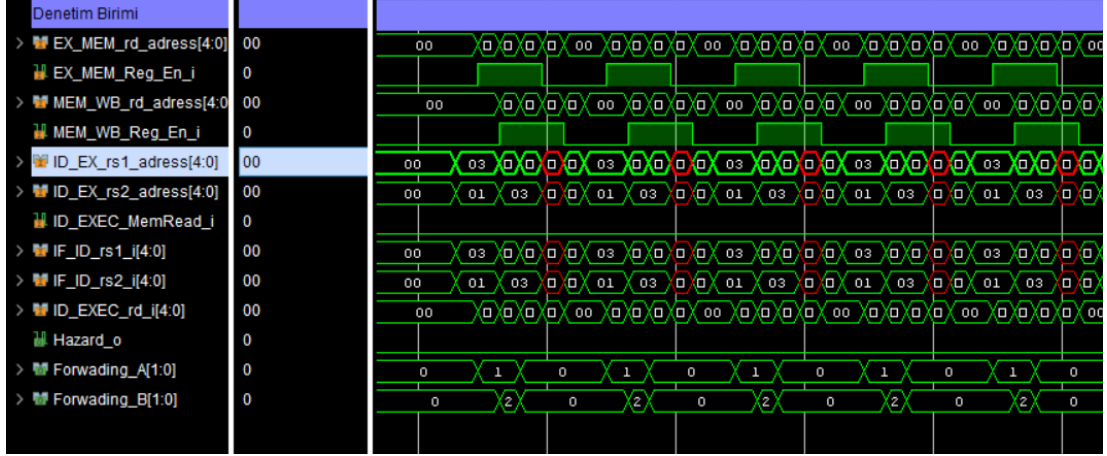 Denetim Birimi
EX_MEM_rd_adress[4:0] 00 00 00 00 00 00 00
EX_MEM_Reg_En_i 0
MEM_WB_rd_adress[4:0 00 00 00 00 00 00
MEM_WB_Reg_En_i 0
ID_EX_rs1_adress[4:0] 00 00 03 03 03 03 03
ID_EX_rs2_adress[4:0] 00 00 01 03 01 03 01 03 01 03 01 03
ID_EXEC_MemRead_i 0
IF_ID_rs1_i[4:0] 00 00 03 03 03 03 03
IF_ID_rs2_i[4:0] 00 00 01 03 01 03 01 03 01 03 01 03
ID_EXEC_rd_i[4:0] 00 00 00 00 00 00 00
Hazard_o 0
Forwading_A[1:0] 0 0 1 0 1 0 1 0 1 0 1 0
Forwading_B[1:0] 0 0 2 0 2 0 2 0 2 0 2 0